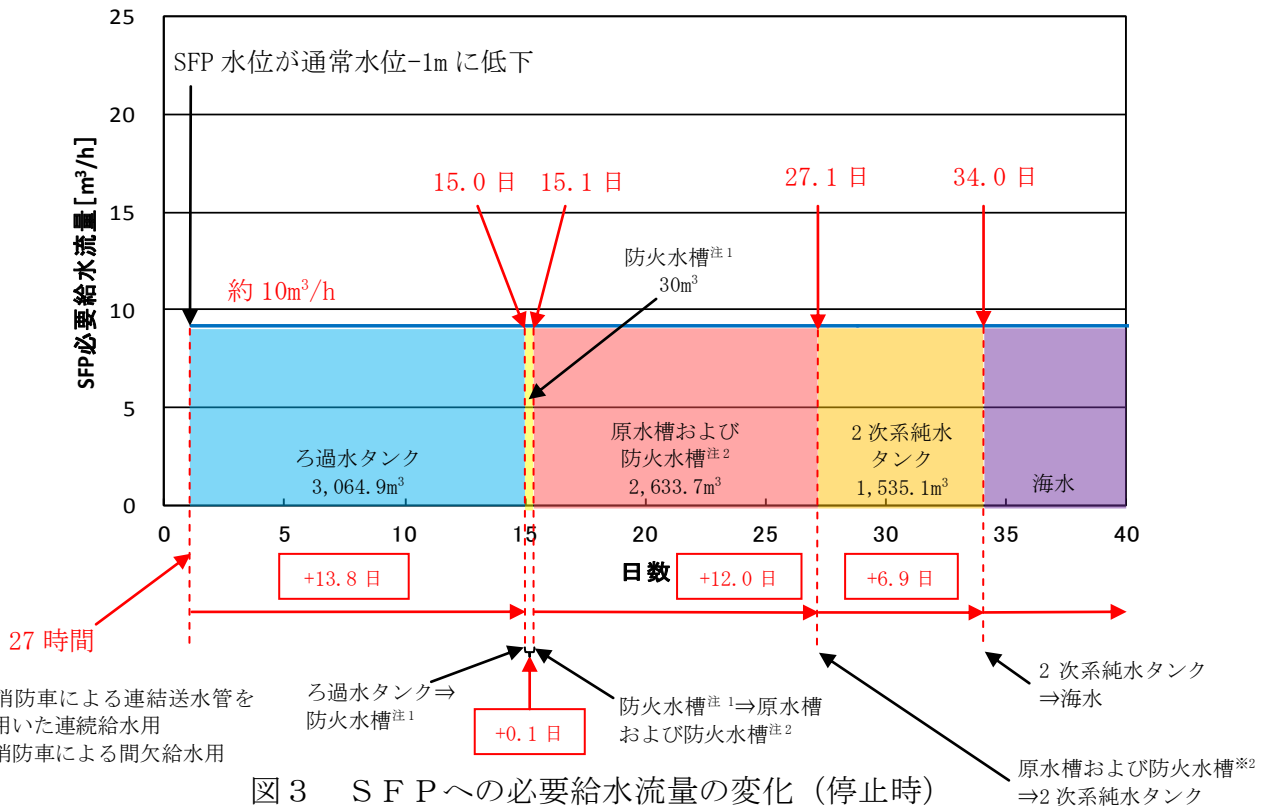 25
20
15
10
5
0
SFP必要給水流量[m³/h]
SFP 水位が通常水位-1m に低下
約 10m³/h
15.0 日
15.1 日
27.1 日
34.0 日
防火水槽注1
30m³
ろ過水タンク
3,064.9m³
原水槽および
防火水槽注2
2,633.7m³
2 次系純水
タンク
1,535.1m³
海水
0 5 10 15 20 25 30 35 40
日数
+13.8 日
+12.0 日
+6.9 日
27 時間
消防車による連結送水管を
用いた連続給水用
消防車による間欠給水用
ろ過水タンク⇒
防火水槽注1
+0.1 日
防火水槽注1⇒原水槽
および防火水槽注2
2 次系純水タンク
⇒海水
原水槽および防火水槽※2
⇒2 次系純水タンク
図3 SFPへの必要給水流量の変化(停止時)